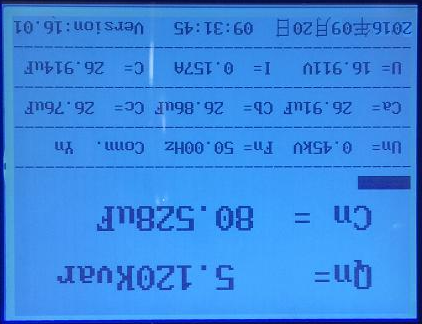 Qn= 5.120kvar
Cn = 80.528uF
Un= 0.45kV Fn= 50.00Hz Conn. Yn
Ca= 26.91uF Cb= 26.86uF Cc= 26.76uF
U= 16.911V I= 0.157A C= 26.914uF
2016年09月20日 09:31:45 Version:16.01